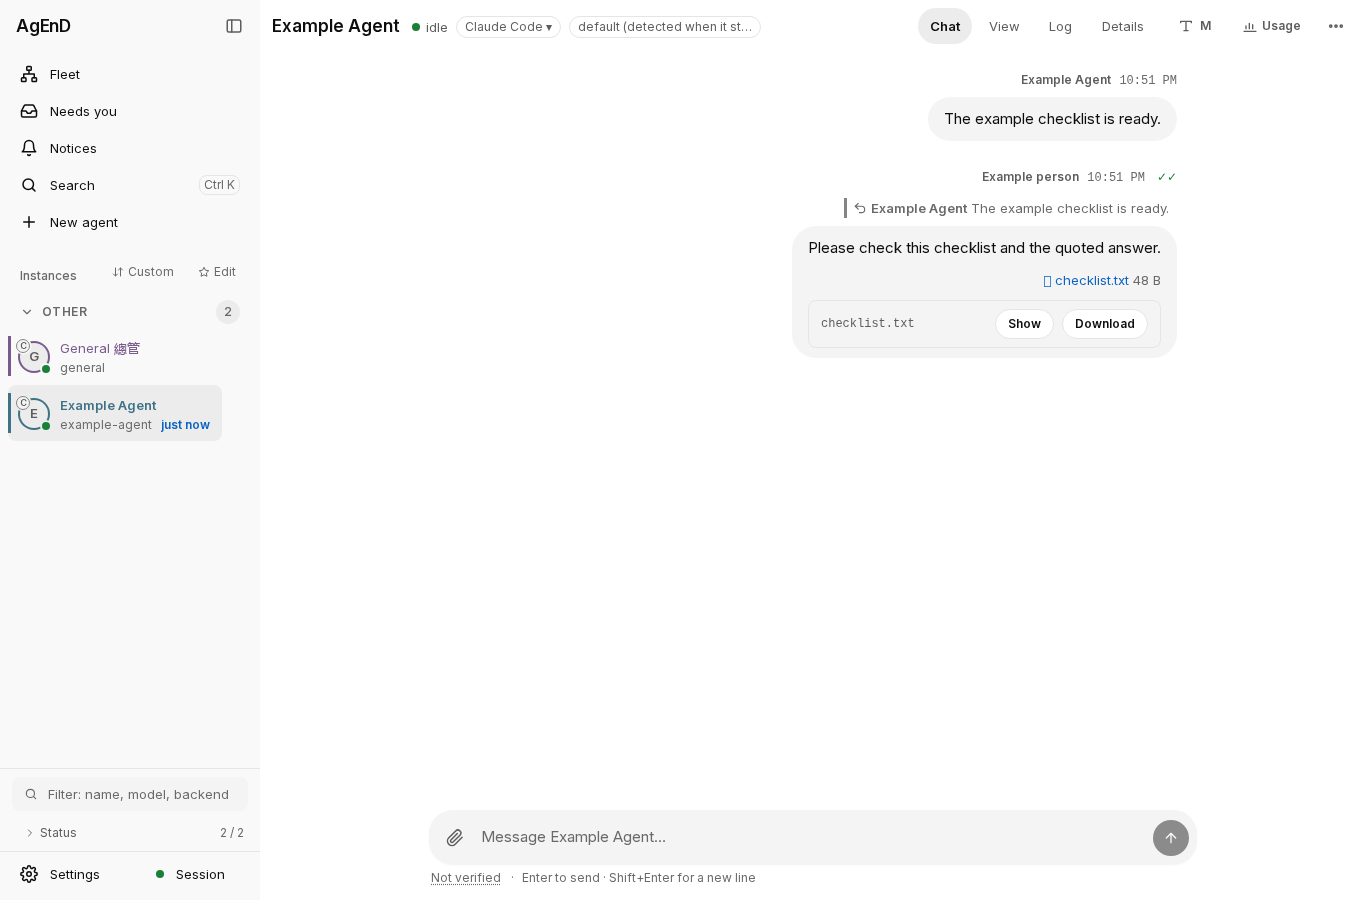 AgEnD
Fleet
Needs you
Notices
Search Ctrl K
New agent
Instances Custom Edit
OTHER 2
C G General 總管
general
C E Example Agent
example-agent just now
Filter: name, model, backend
Status 2 / 2
Settings Session
Example Agent idle Claude Code ▾ default (detected when it st…
Chat View Log Details M Usage •••
Example Agent 10:51 PM
The example checklist is ready.
Example person 10:51 PM ✓✓
Example Agent The example checklist is ready.
Please check this checklist and the quoted answer.
checklist.txt 48 B
checklist.txt Show Download
Message Example Agent...
Not verified · Enter to send · Shift+Enter for a new line